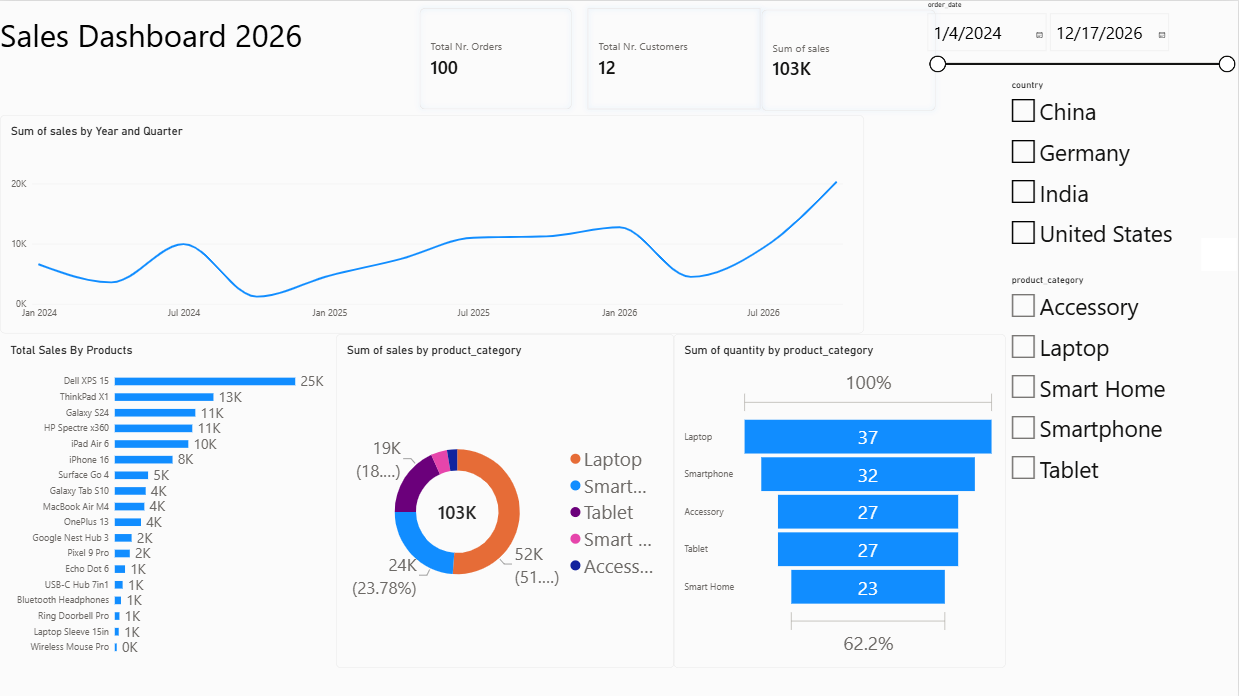 Sales Dashboard 2026
Total Nr. Orders
100
Total Nr. Customers
12
Sum of sales
103K
order_date
1/4/2024
12/17/2026
country
China
Germany
India
United States
product_category
Accessory
Laptop
Smart Home
Smartphone
Tablet
Sum of sales by Year and Quarter
20K
10K
0K
Jan 2024
Jul 2024
Jan 2025
Jul 2025
Jan 2026
Jul 2026
Total Sales By Products
Dell XPS 15 25K
ThinkPad X1 13K
Galaxy S24 11K
HP Spectre x360 11K
iPad Air 6 10K
iPhone 16 8K
Surface Go 4 5K
Galaxy Tab S10 4K
MacBook Air M4 4K
OnePlus 13 4K
Google Nest Hub 3 2K
Pixel 9 Pro 2K
Echo Dot 6 1K
USB-C Hub 7in1 1K
Bluetooth Headphones 1K
Ring Doorbell Pro 1K
Laptop Sleeve 15in 1K
Wireless Mouse Pro 0K
Sum of sales by product_category
19K
(18....)
103K
24K
(23.78%)
52K
(51....)
Laptop
Smart...
Tablet
Smart ...
Access...
Sum of quantity by product_category
100%
Laptop 37
Smartphone 32
Accessory 27
Tablet 27
Smart Home 23
62.2%